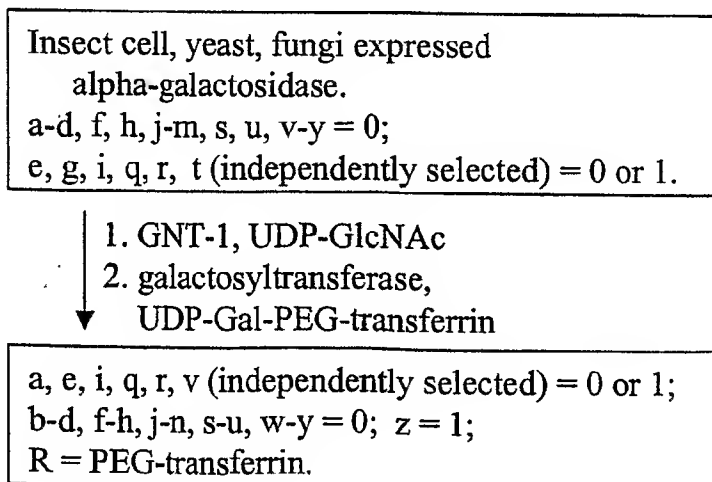 Insect cell, yeast, fungi expressed
alpha-galactosidase.
a-d, f, h, j-m, s, u, v-y = 0;
e, g, i, q, r, t (independently selected) = 0 or 1.
1. GNT-1, UDP-GlcNAc
2. galactosyltransferase,
UDP-Gal-PEG-transferrin
a, e, i, q, r, v (independently selected) = 0 or 1;
b-d, f-h, j-n, s-u, w-y = 0; z = 1;
R = PEG-transferrin.